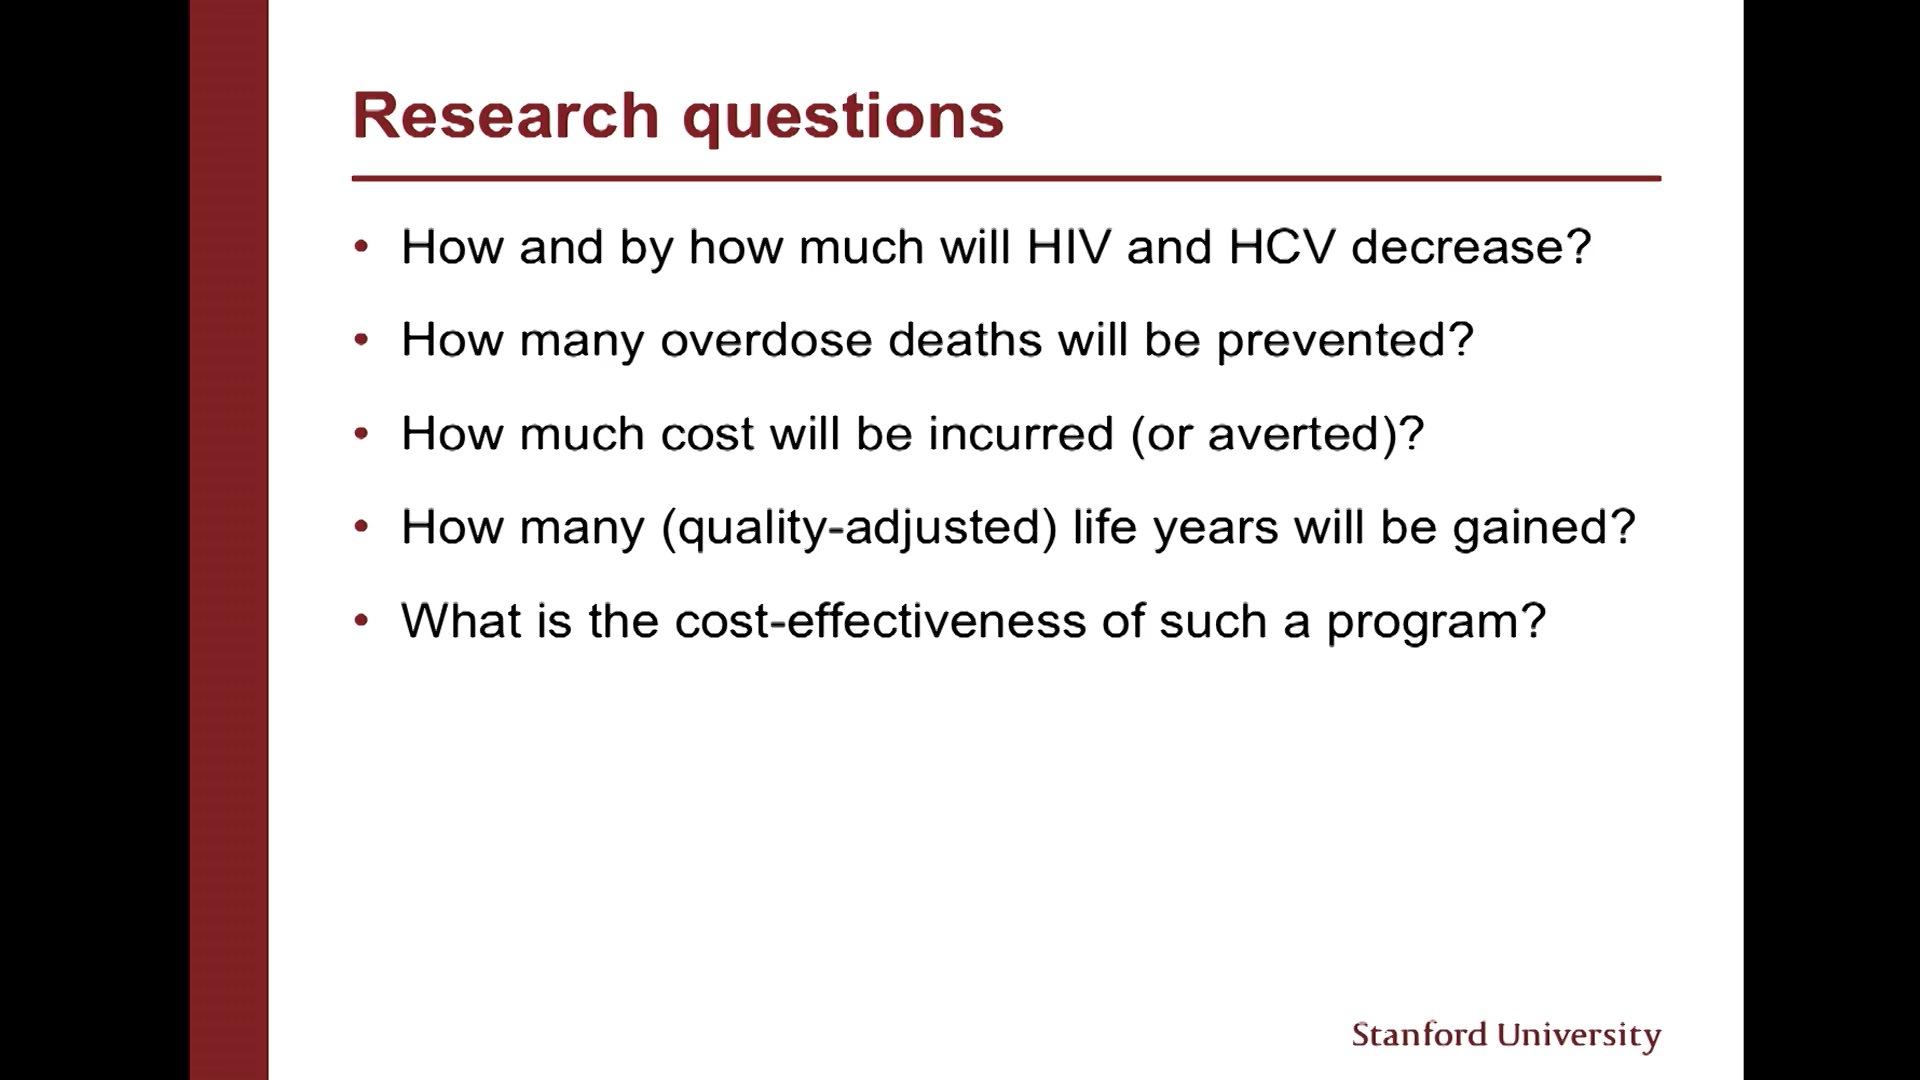 Research questions
• How and by how much will HIV and HCV decrease?
• How many overdose deaths will be prevented?
• How much cost will be incurred (or averted)?
• How many (quality-adjusted) life years will be gained?
• What is the cost-effectiveness of such a program?
Stanford University